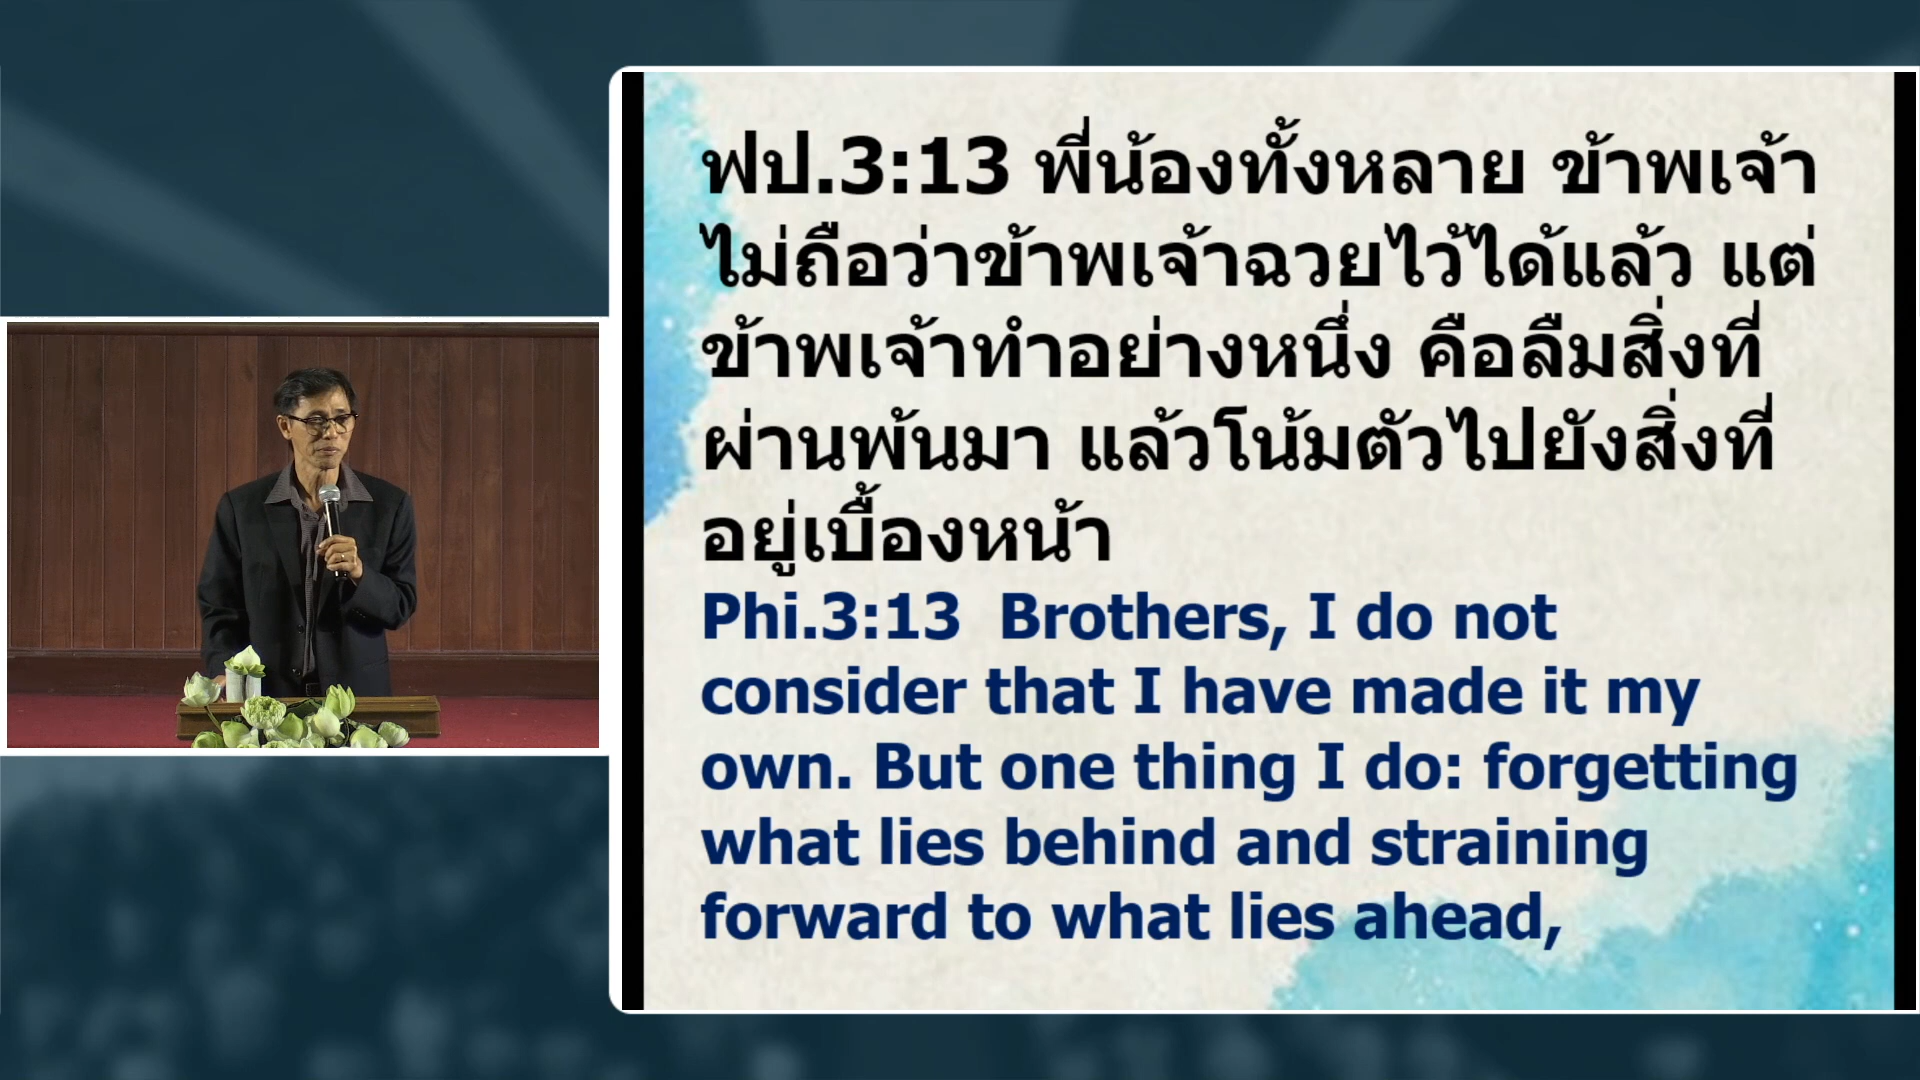 ฟป.3:13 พี่น้องทั้งหลาย ข้าพเจ้า
ไม่ถือว่าข้าพเจ้าฉวยไว้ได้แล้ว แต่
ข้าพเจ้าทำอย่างหนึ่ง คือลืมสิ่งที่
ผ่านพ้นมา แล้วโน้มตัวไปยังสิ่งที่
อยู่เบื้องหน้า
Phi.3:13 Brothers, I do not
consider that I have made it my
own. But one thing I do: forgetting
what lies behind and straining
forward to what lies ahead,